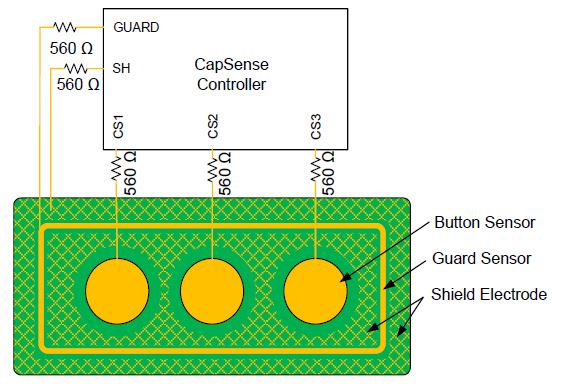 GUARD
560 Ω
SH
560 Ω
CapSense
Controller
CS1
CS2
CS3
560 Ω
560 Ω
560 Ω
Button Sensor
Guard Sensor
Shield Electrode